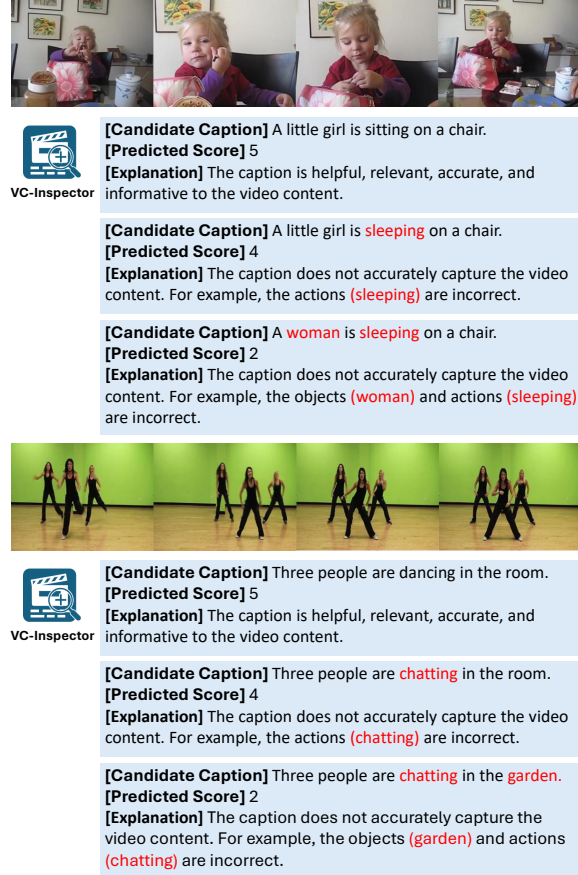 [Candidate Caption] A little girl is sitting on a chair.
[Predicted Score] 5
[Explanation] The caption is helpful, relevant, accurate, and
informative to the video content.
VC-Inspector
[Candidate Caption] A little girl is sleeping on a chair.
[Predicted Score] 4
[Explanation] The caption does not accurately capture the video
content. For example, the actions (sleeping) are incorrect.
[Candidate Caption] A woman is sleeping on a chair.
[Predicted Score] 2
[Explanation] The caption does not accurately capture the video
content. For example, the objects (woman) and actions (sleeping)
are incorrect.
[Candidate Caption] Three people are dancing in the room.
[Predicted Score] 5
[Explanation] The caption is helpful, relevant, accurate, and
informative to the video content.
VC-Inspector
[Candidate Caption] Three people are chatting in the room.
[Predicted Score] 4
[Explanation] The caption does not accurately capture the video
content. For example, the actions (chatting) are incorrect.
[Candidate Caption] Three people are chatting in the garden.
[Predicted Score] 2
[Explanation] The caption does not accurately capture the
video content. For example, the objects (garden) and actions
(chatting) are incorrect.